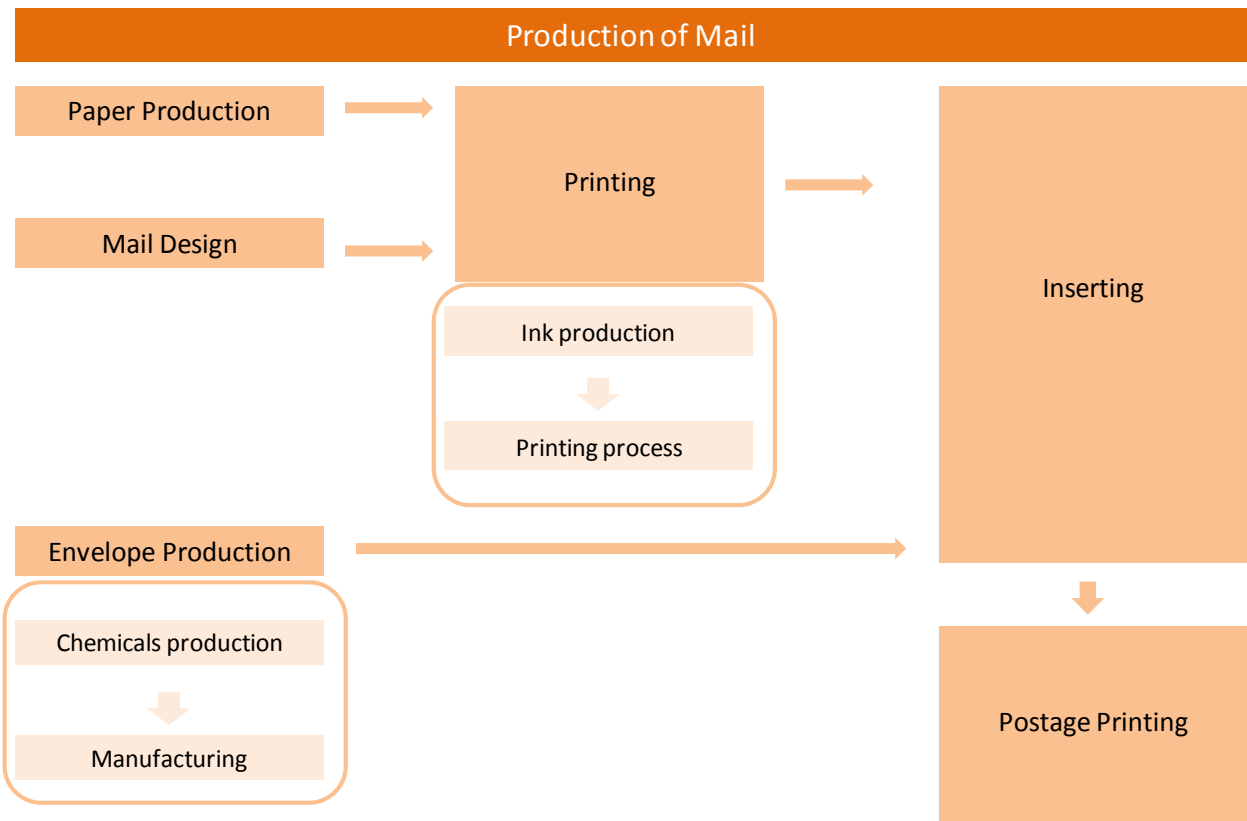 Production of Mail
Paper Production
Printing
Inserting
Mail Design
Ink production
Printing process
Envelope Production
Chemicals production
Manufacturing
Postage Printing